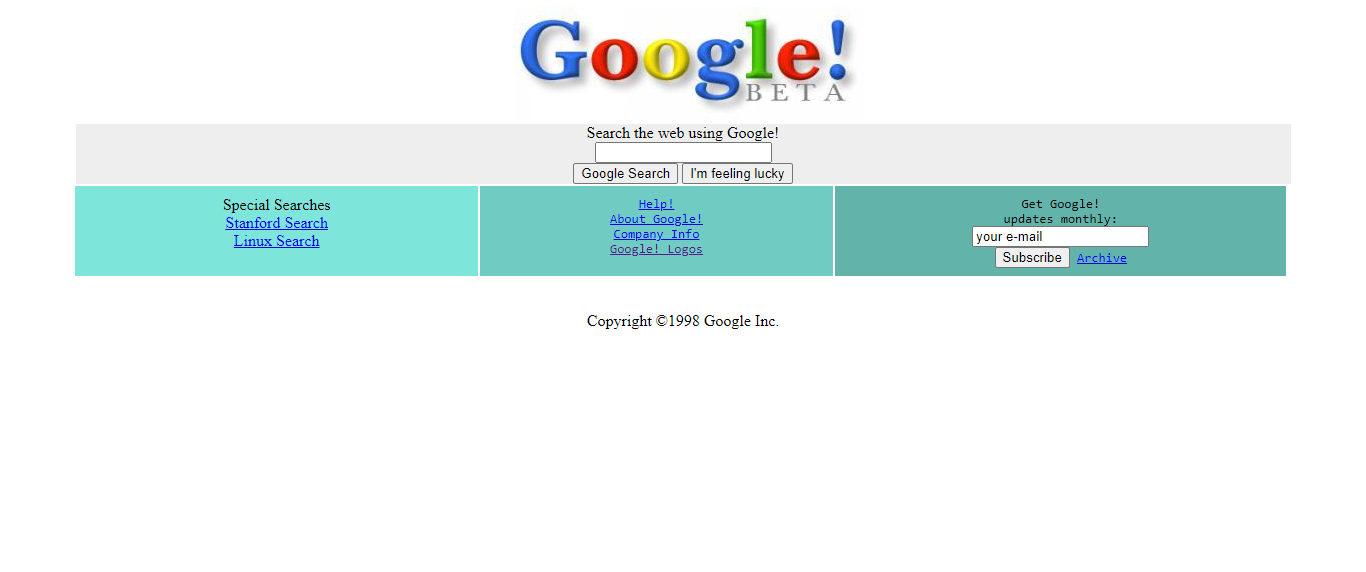 Google!
BETA
Search the web using Google!
Google Search I'm feeling lucky
Special Searches
Stanford Search
Linux Search
Help!
About Google!
Company Info
Google! Logos
Get Google!
updates monthly:
your e-mail
Subscribe Archive
Copyright ©1998 Google Inc.